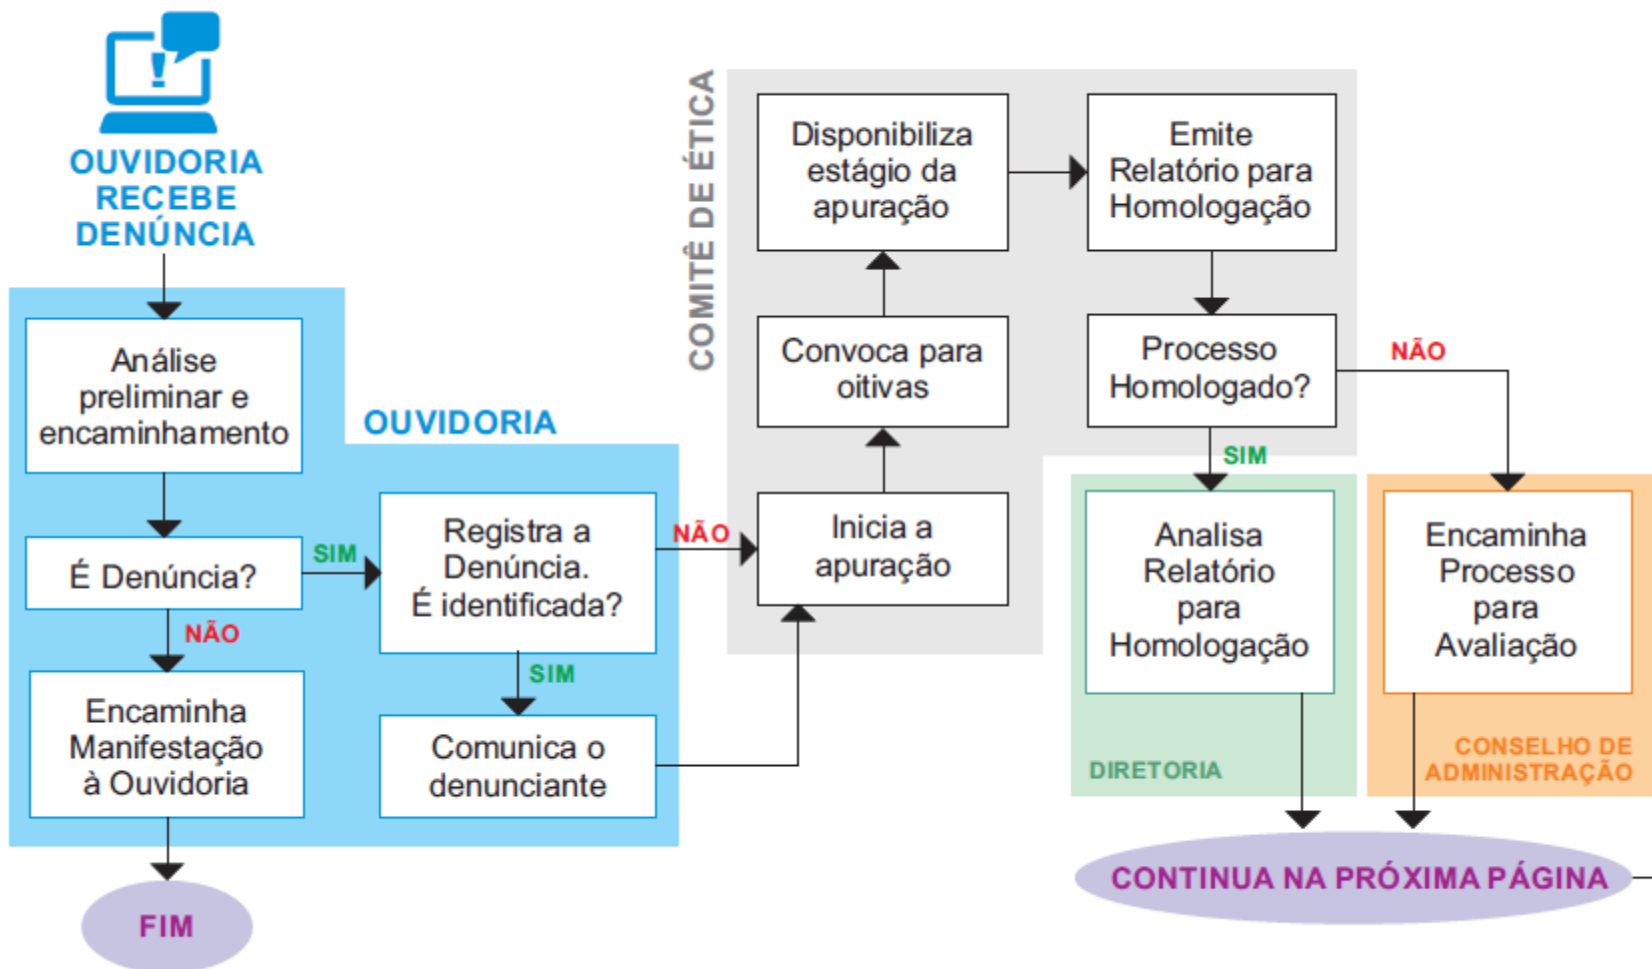 OUVIDORIA
RECEBE
DENÚNCIA
Análise
preliminar e
encaminhamento
OUVIDORIA
É Denúncia?
SIM
NÃO
Encaminha
Manifestação
à Ouvidoria
FIM
Registra a
Denúncia.
É identificada?
NÃO
SIM
Comunica o
denunciante
COMITÊ DE ÉTICA
Inicia a
apuração
Convoca para
oitivas
Disponibiliza
estágio da
apuração
Emite
Relatório para
Homologação
Processo
Homologado?
NÃO
SIM
Analisa
Relatório
para
Homologação
DIRETORIA
Encaminha
Processo
para
Avaliação
CONSELHO DE
ADMINISTRAÇÃO
CONTINUA NA PRÓXIMA PÁGINA